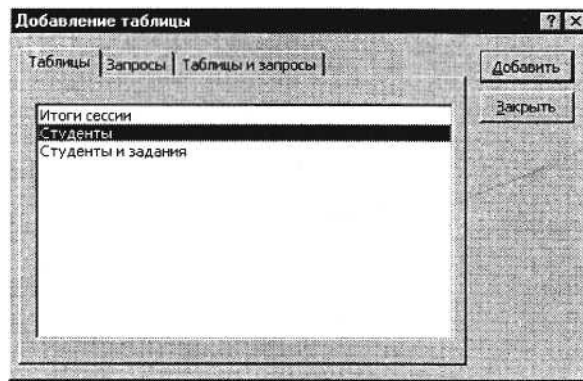 Добавление таблицы
Таблицы Запросы Таблицы и запросы
Добавить
Закрыть
Итоги сессии
Студенты
Студенты и задания